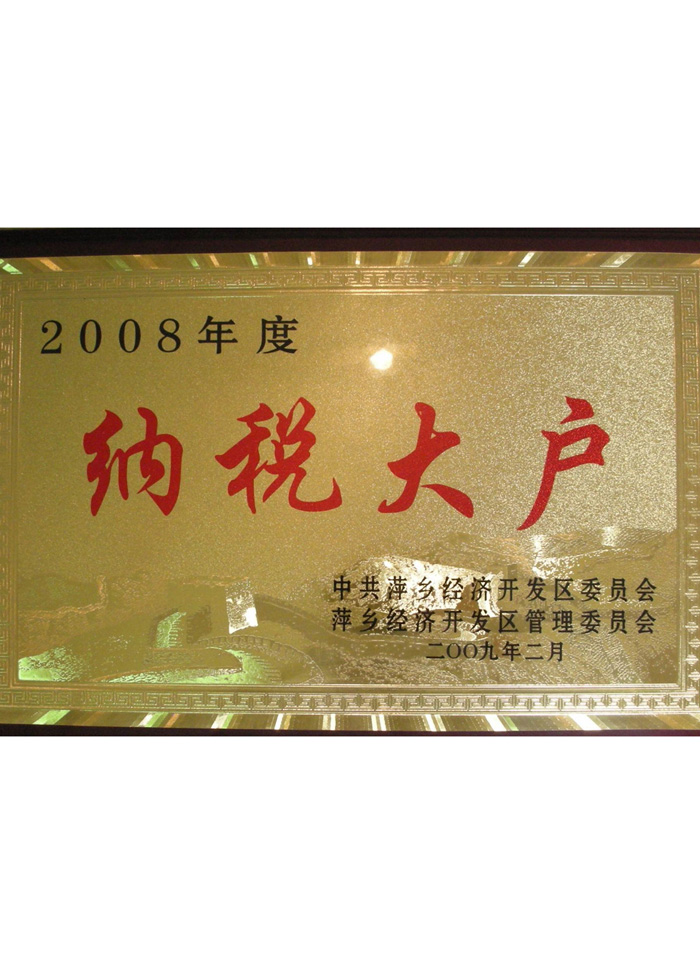 2008年度
纳税大户
中共萍乡经济开发区委员会
萍乡经济开发区管理委员会
二〇〇九年二月